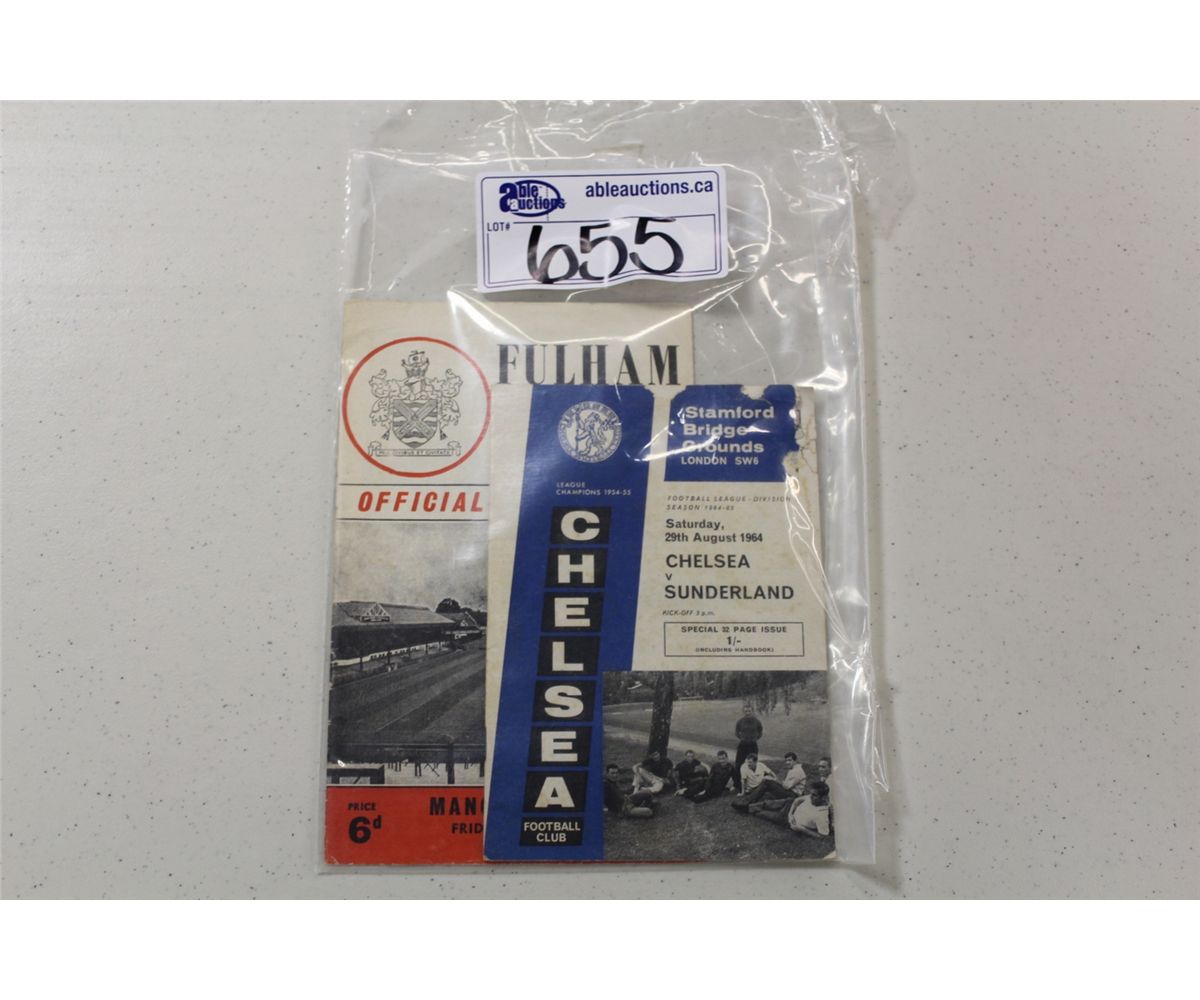 able auctions
ableauctions.ca
LOT#
655
FULHAM
OFFICIAL
PRICE
6d
MANC
FRID
Stamford
Bridge
Grounds
LONDON SW6
LEAGUE
CHAMPIONS 1954-55
CHELSEA
FOOTBALL
CLUB
FOOTBALL LEAGUE - DIVISION
SEASON 1964-65
Saturday,
29th August 1964
CHELSEA
v
SUNDERLAND
KICK-OFF 3 p.m.
SPECIAL 32 PAGE ISSUE
1/-
(INCLUDING HANDBOOK)